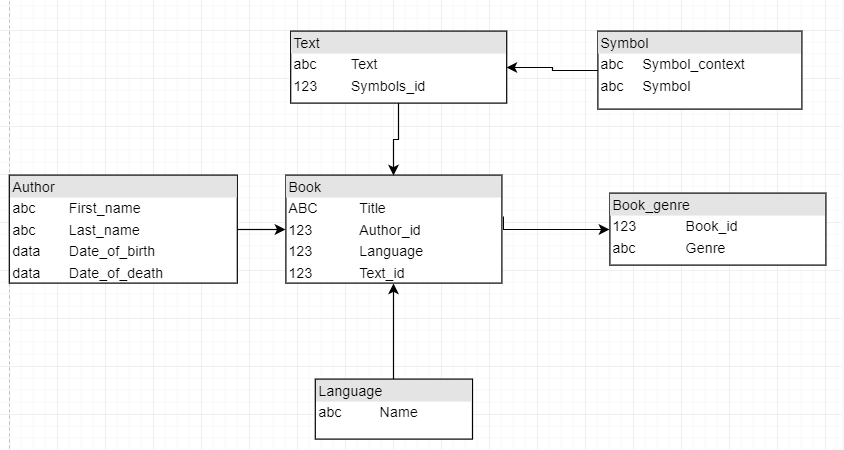 Text
abc Text
123 Symbols_id
Symbol
abc Symbol_context
abc Symbol
Author
abc First_name
abc Last_name
data Date_of_birth
data Date_of_death
Book
ABC Title
123 Author_id
123 Language
123 Text_id
Book_genre
123 Book_id
abc Genre
Language
abc Name